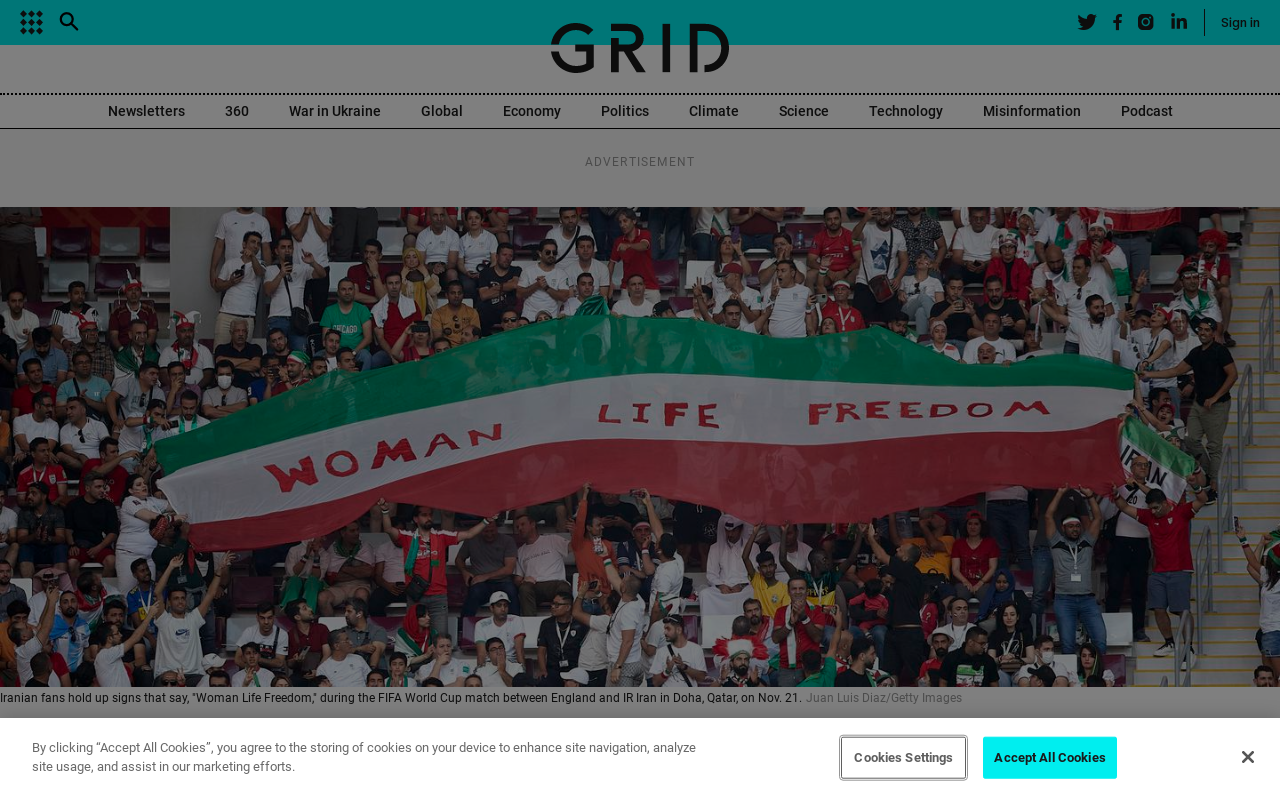 GRID
Sign in
Newsletters 360 War in Ukraine Global Economy Politics Climate Science Technology Misinformation Podcast
ADVERTISEMENT
CHICAGO
WOMAN LIFE FREEDOM
IRAN
Iranian fans hold up signs that say, "Woman Life Freedom," during the FIFA World Cup match between England and IR Iran in Doha, Qatar, on Nov. 21. Juan Luis Diaz/Getty Images
By clicking “Accept All Cookies”, you agree to the storing of cookies on your device to enhance site navigation, analyze
site usage, and assist in our marketing efforts.
Cookies Settings
Accept All Cookies